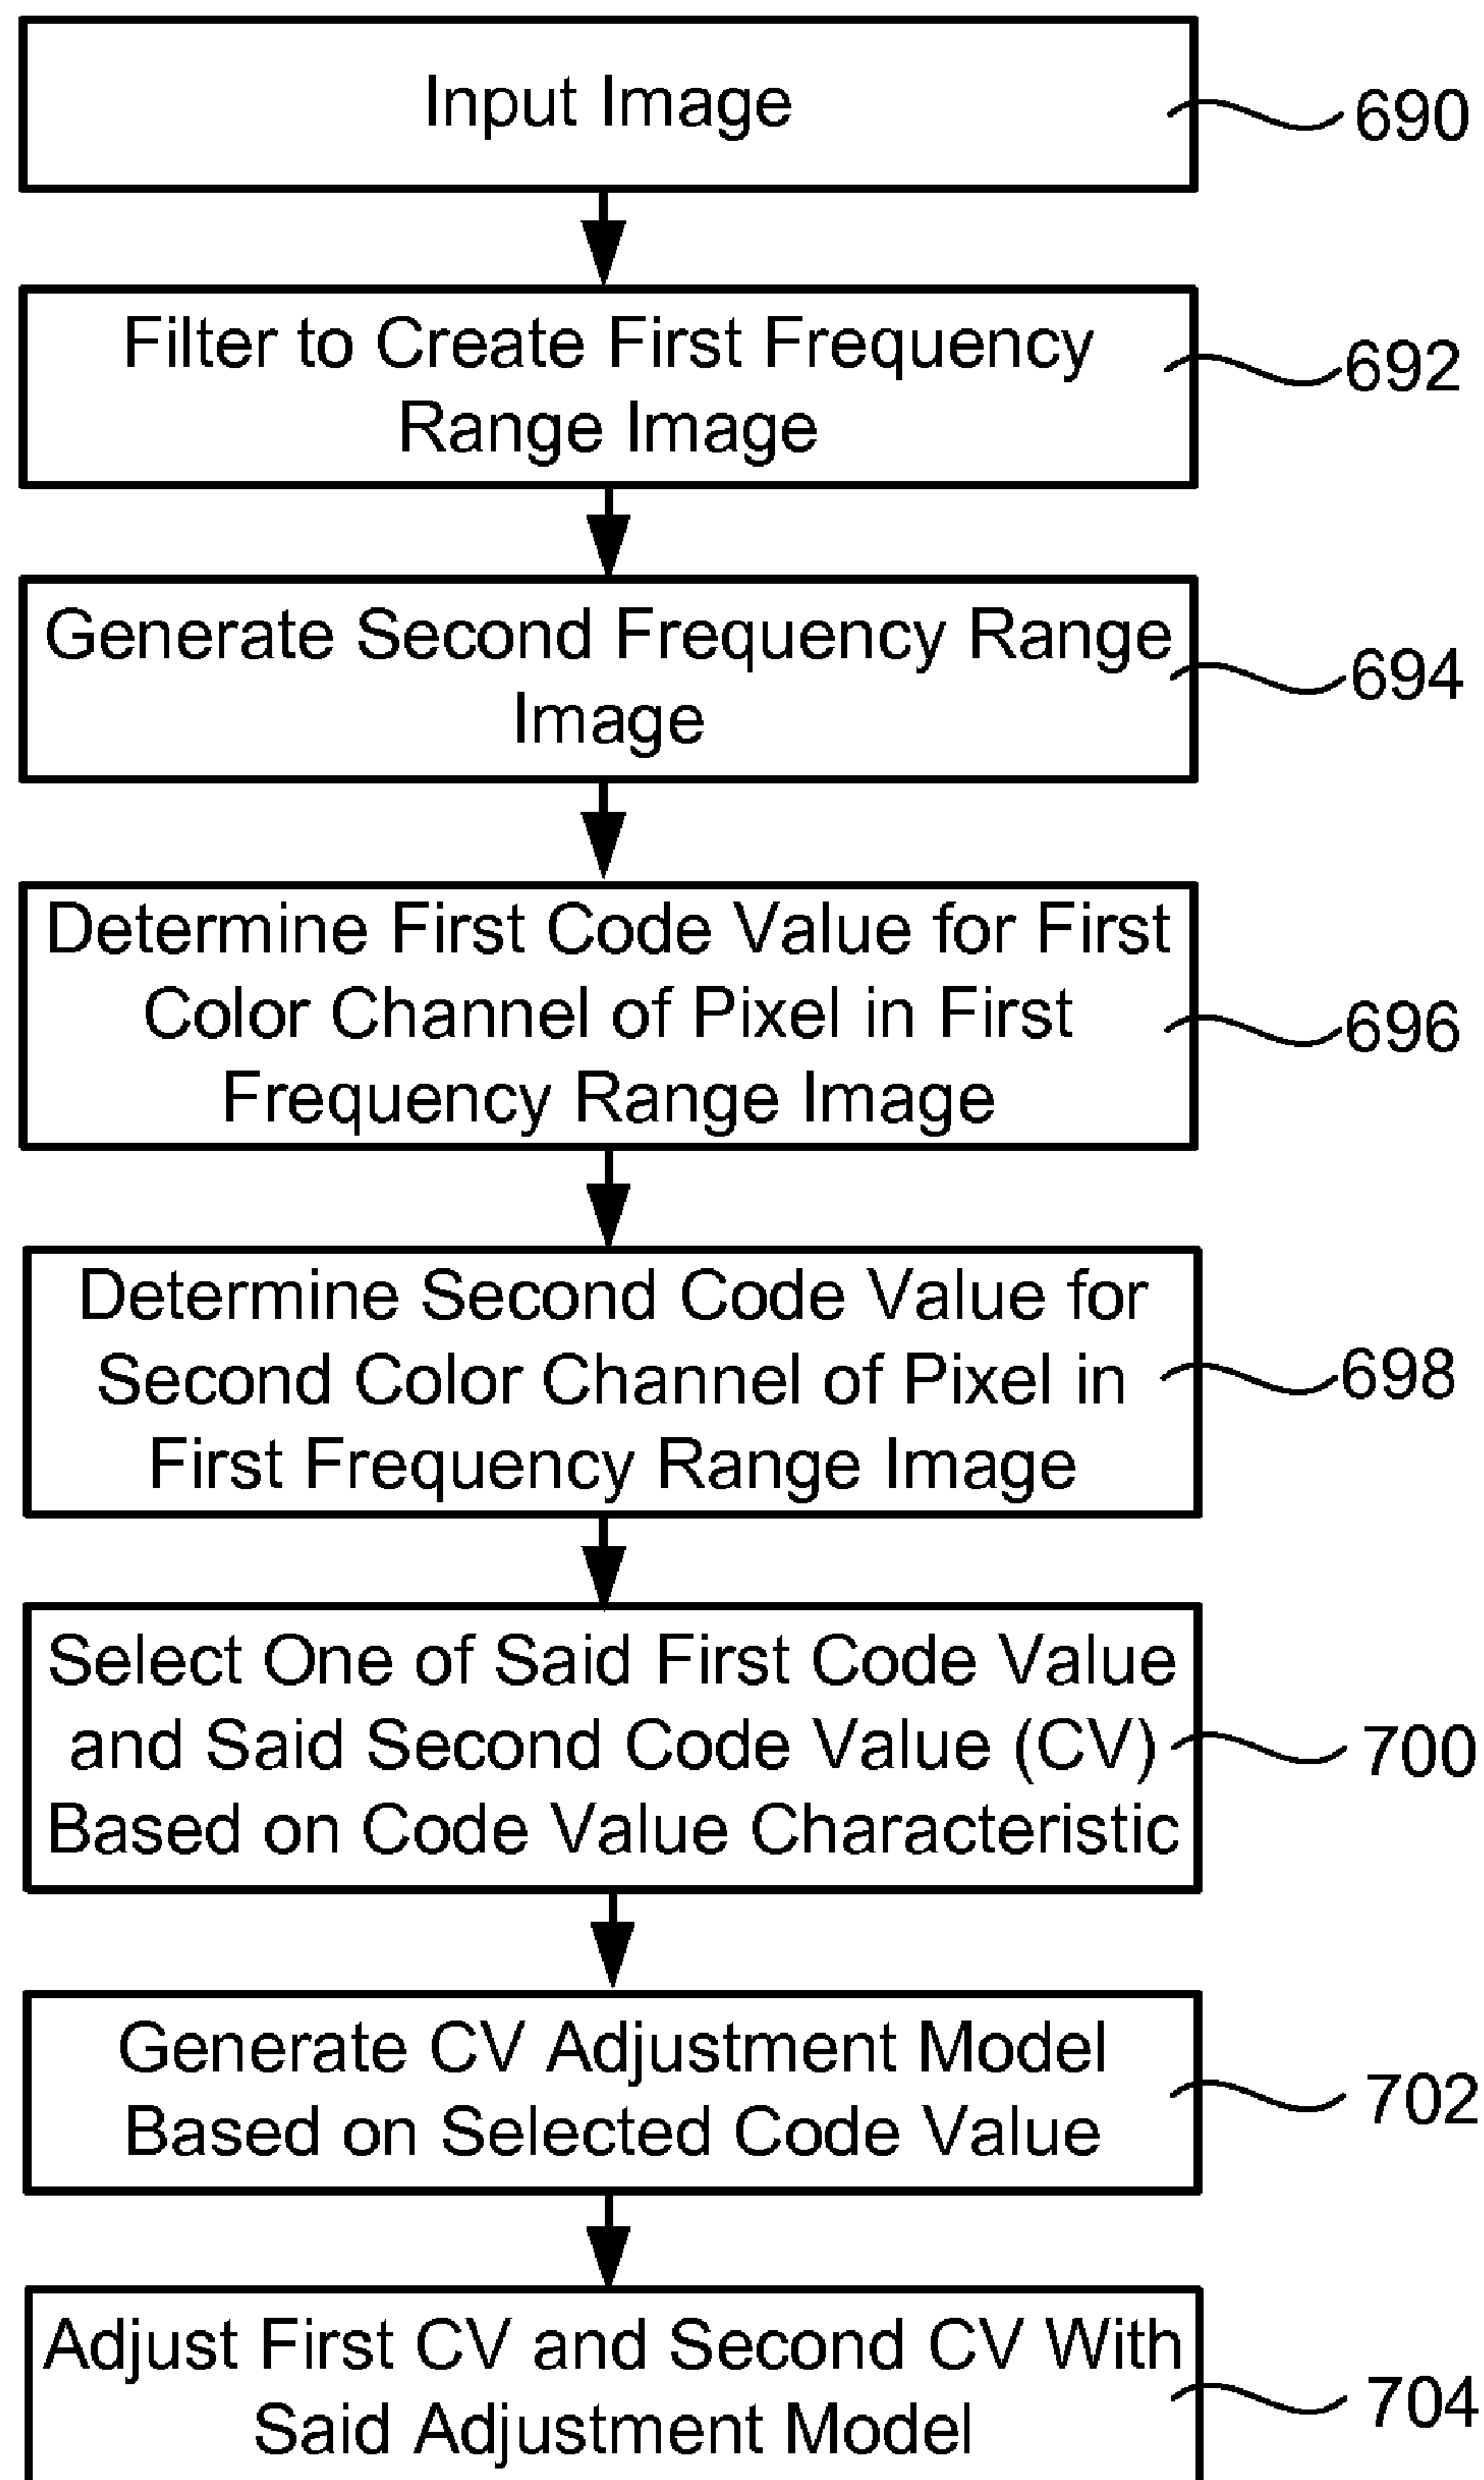 Input Image
690
Filter to Create First Frequency
Range Image
692
Generate Second Frequency Range
Image
694
Determine First Code Value for First
Color Channel of Pixel in First
Frequency Range Image
696
Determine Second Code Value for
Second Color Channel of Pixel in
First Frequency Range Image
698
Select One of Said First Code Value
and Said Second Code Value (CV)
Based on Code Value Characteristic
700
Generate CV Adjustment Model
Based on Selected Code Value
702
Adjust First CV and Second CV With
Said Adjustment Model
704